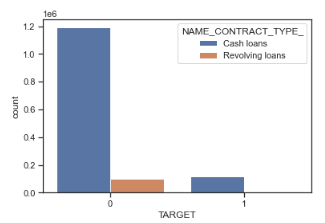 1e6
NAME_CONTRACT_TYPE_
Cash loans
Revolving loans
1.2
1.0
0.8
0.6
0.4
0.2
0.0
count
0 1
TARGET